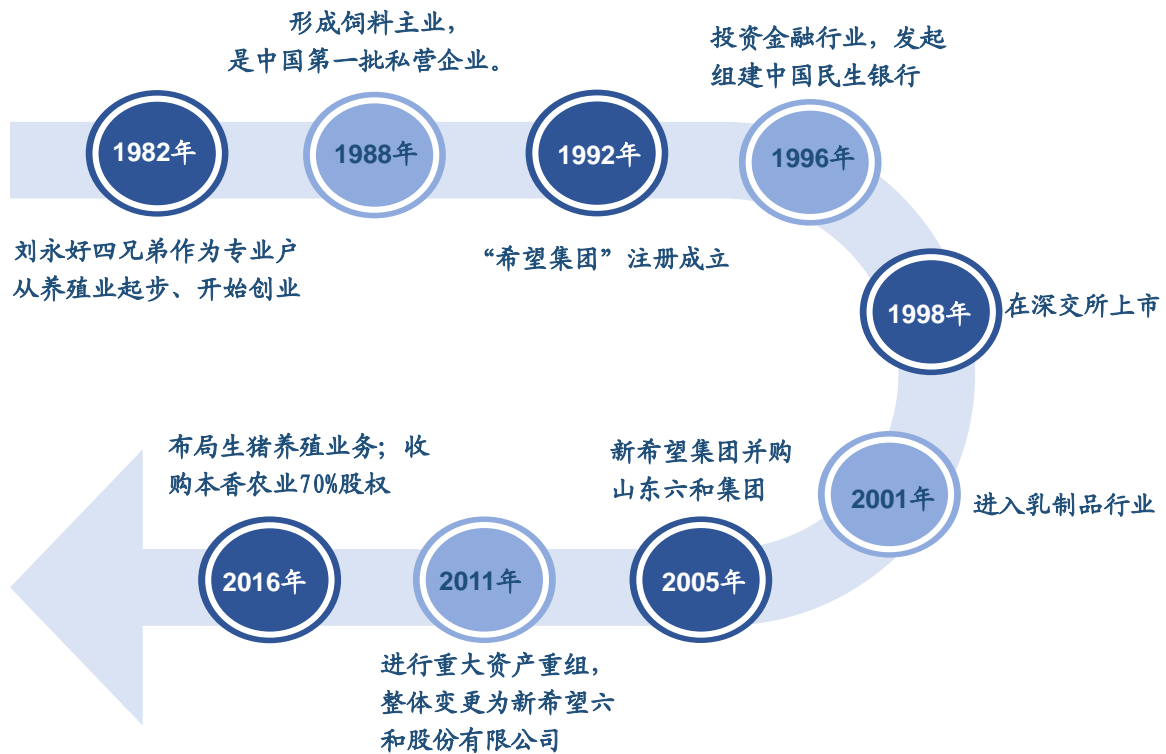 形成饲料主业，
是中国第一批私营企业。
投资金融行业，发起
组建中国民生银行
1982年
1988年
1992年
1996年
刘永好四兄弟作为专业户
从养殖业起步、开始创业
“希望集团”注册成立
1998年
在深交所上市
布局生猪养殖业务；收
购本香农业70%股权
新希望集团并购
山东六和集团
2001年
进入乳制品行业
2016年
2011年
2005年
进行重大资产重组，
整体变更为新希望六
和股份有限公司